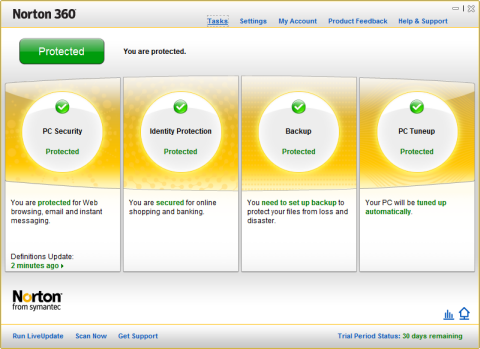 Norton 360
Tasks Settings My Account Product Feedback Help & Support
Protected
You are protected.
PC Security
Protected
Identity Protection
Protected
Backup
Protected
PC Tuneup
Protected
You are protected for Web
browsing, email and instant
messaging.
Definitions Update:
2 minutes ago
You are secured for online
shopping and banking.
You need to set up backup to
protect your files from loss and
disaster.
Your PC will be tuned up
automatically.
Norton
from symantec
Run LiveUpdate Scan Now Get Support
Trial Period Status: 30 days remaining